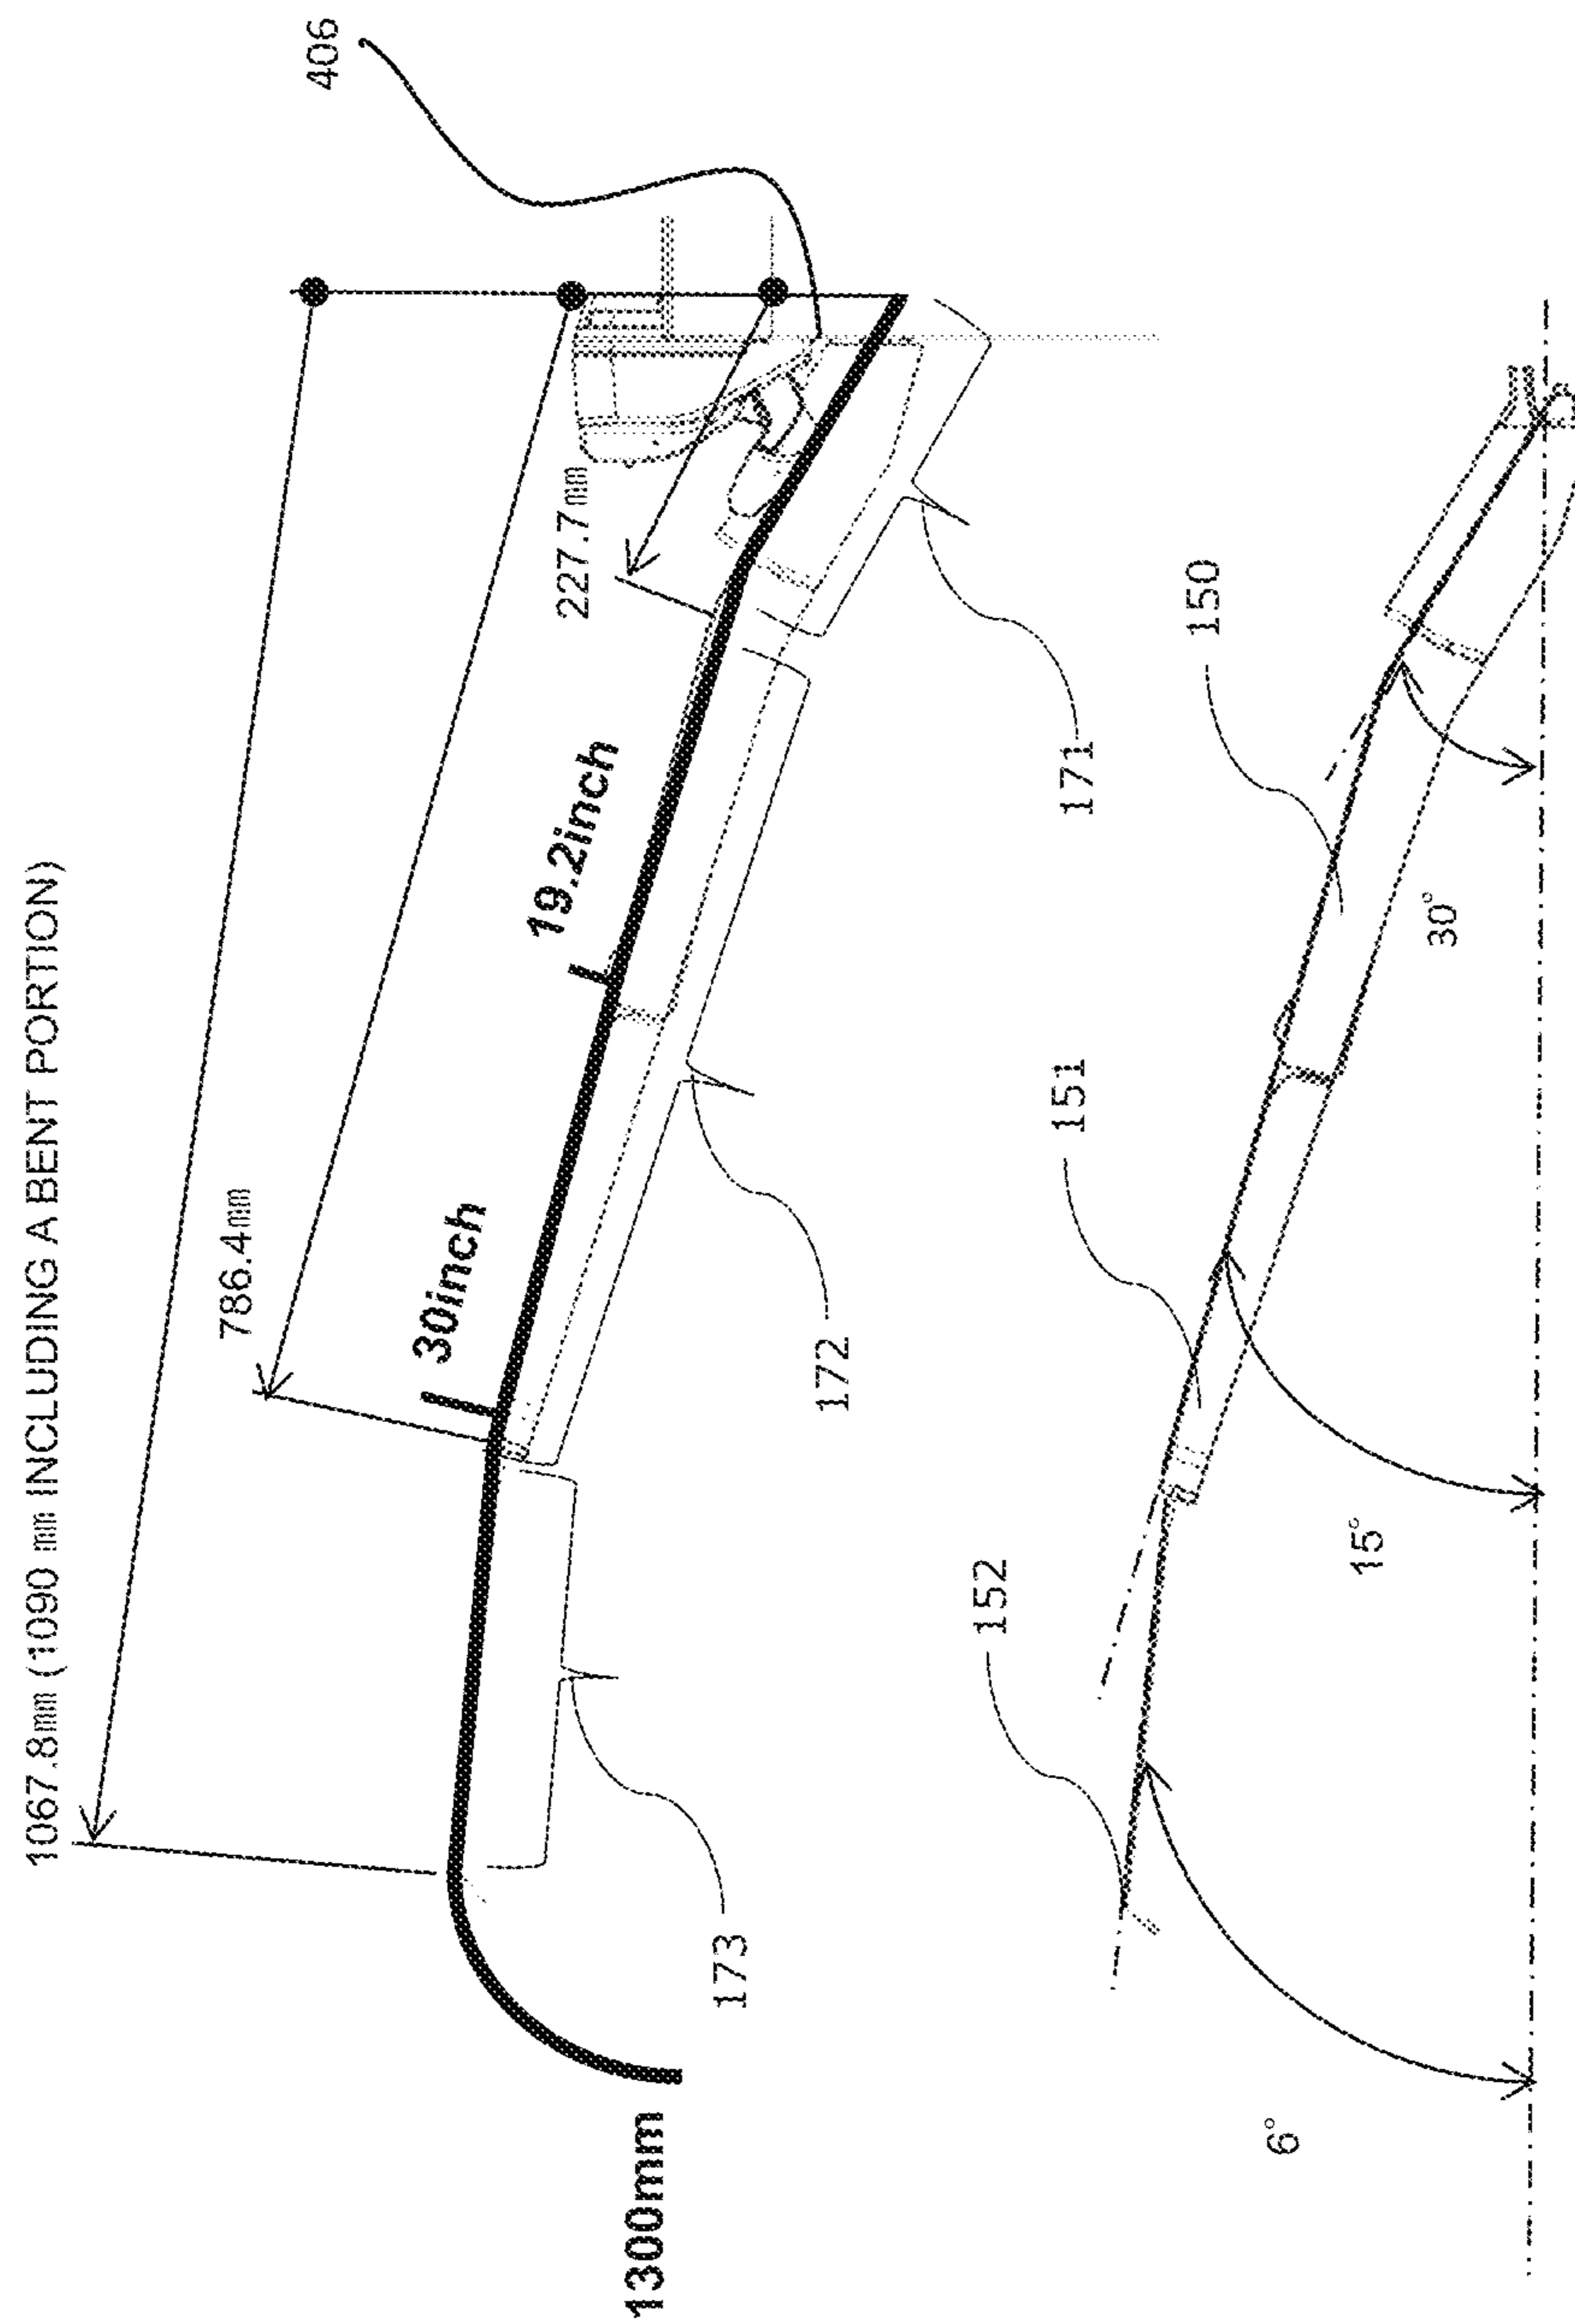 1067.8mm (1090 mm INCLUDING A BENT PORTION)
786.4mm
227.7mm
406
30inch
19.2inch
1300mm
173
172
171
152
151
150
6°
15°
30°